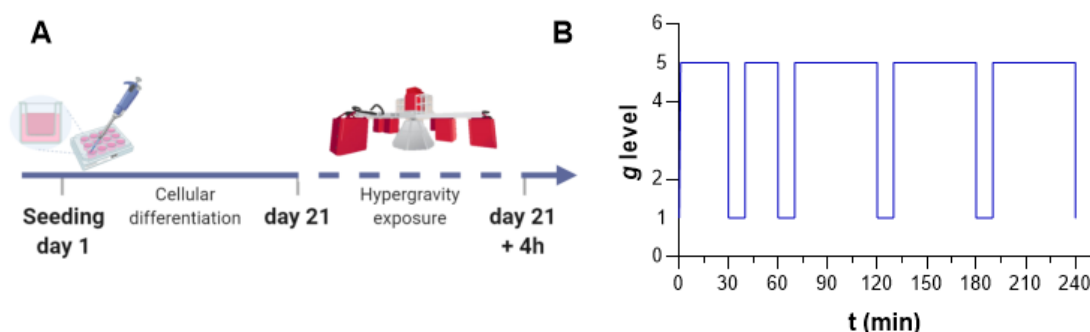 A
Cellular
differentiation
Hypergravity
exposure
Seeding
day 1
day 21
day 21
+ 4h
B
6
5
4
2
1
0
g level
0 30 60 90 120 150 180 210 240
t (min)